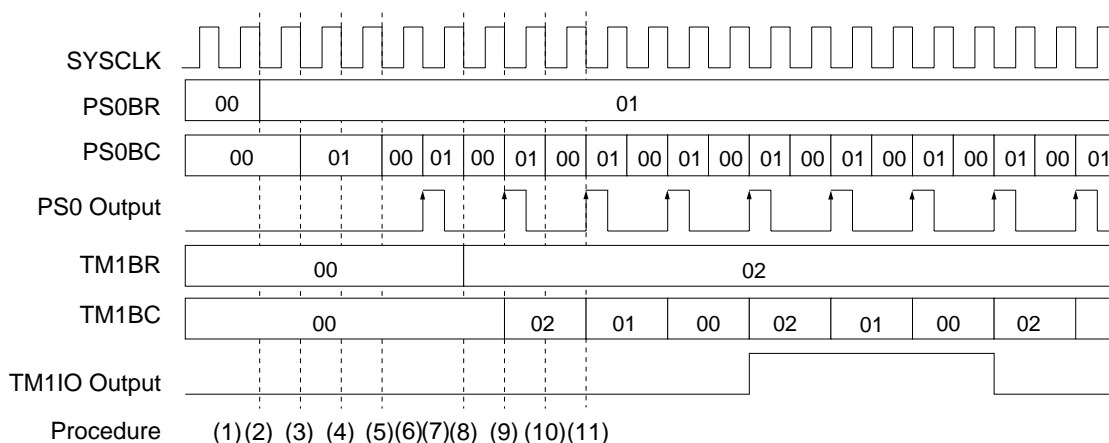 SYSCLK
PS0BR 00 01
PS0BC 00 01 00 01 00 01 00 01 00 01 00 01 00 01 00 01 00 01 00 01
PS0 Output
TM1BR 00 02
TM1BC 00 02 01 00 02 01 00 02
TM1IO Output
Procedure (1) (2) (3) (4) (5) (6) (7) (8) (9) (10) (11)